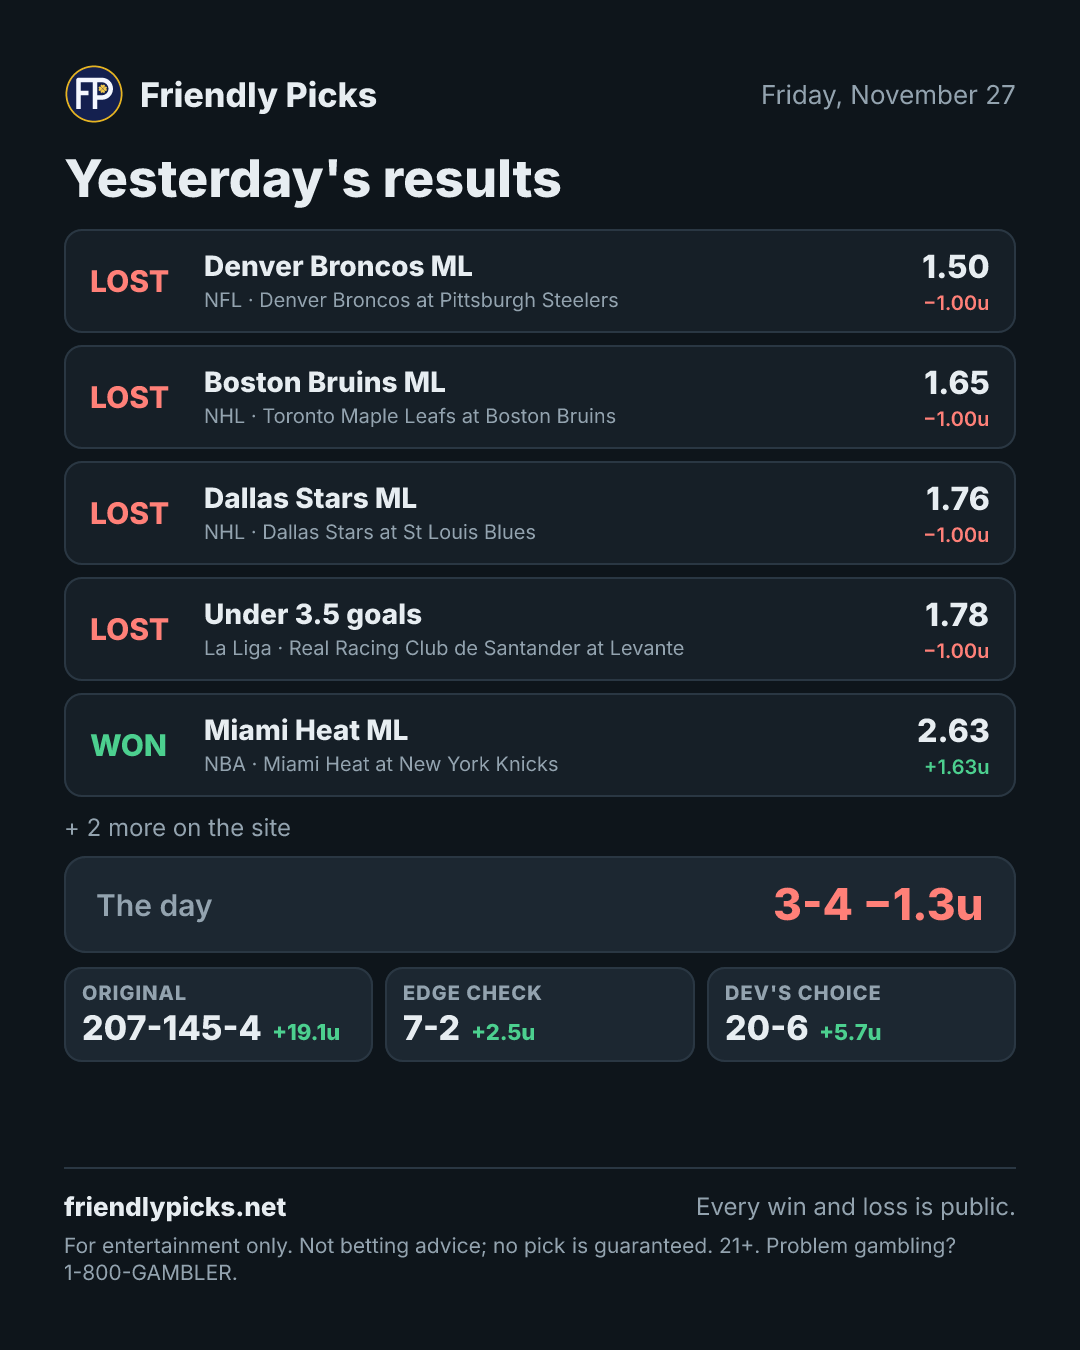 FP Friendly Picks
Friday, November 27
Yesterday's results
LOST
Denver Broncos ML
NFL · Denver Broncos at Pittsburgh Steelers
1.50
−1.00u
LOST
Boston Bruins ML
NHL · Toronto Maple Leafs at Boston Bruins
1.65
−1.00u
LOST
Dallas Stars ML
NHL · Dallas Stars at St Louis Blues
1.76
−1.00u
LOST
Under 3.5 goals
La Liga · Real Racing Club de Santander at Levante
1.78
−1.00u
WON
Miami Heat ML
NBA · Miami Heat at New York Knicks
2.63
+1.63u
+ 2 more on the site
The day
3-4 −1.3u
ORIGINAL
207-145-4 +19.1u
EDGE CHECK
7-2 +2.5u
DEV'S CHOICE
20-6 +5.7u
friendlypicks.net
Every win and loss is public.
For entertainment only. Not betting advice; no pick is guaranteed. 21+. Problem gambling?
1-800-GAMBLER.